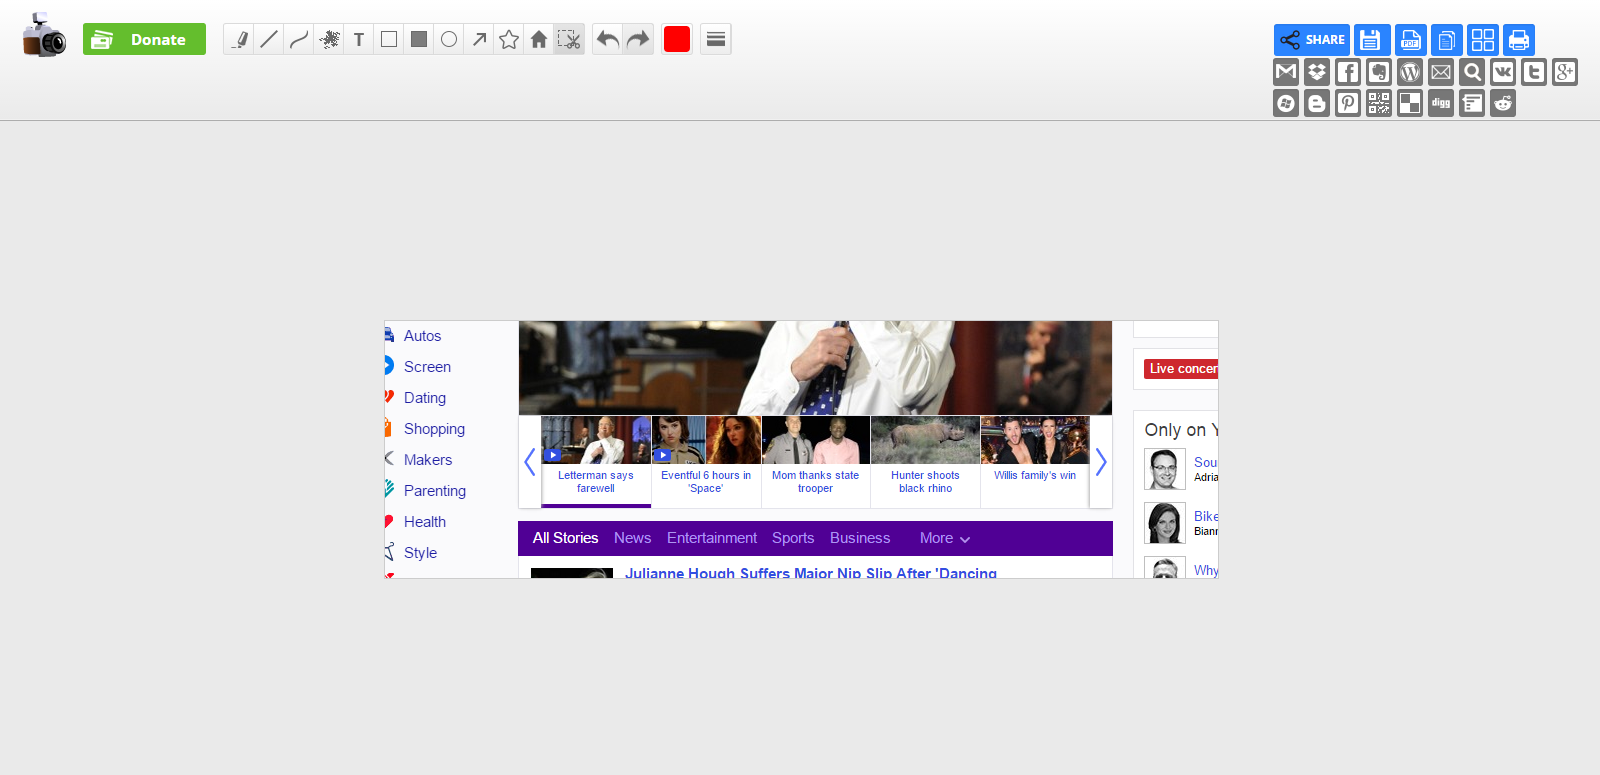 Donate
T
SHARE
PDF
g+
digg
Autos
Screen
Dating
Shopping
Makers
Parenting
Health
Style
Letterman says
farewell
Eventful 6 hours in
'Space'
Mom thanks state
trooper
Hunter shoots
black rhino
Willis family's win
All Stories
News
Entertainment
Sports
Business
More
Julianne Hough Suffers Major Nip Slip After 'Dancing
Live concer
Only on Y
Sou
Adria
Bike
Biann
Why